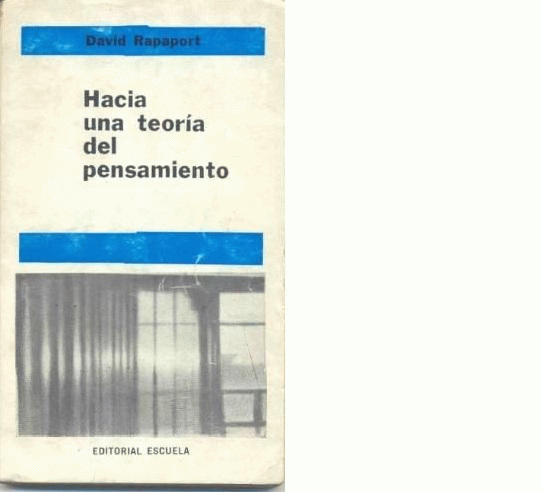 David Rapaport
Hacia
una teoría
del
pensamiento
EDITORIAL ESCUELA